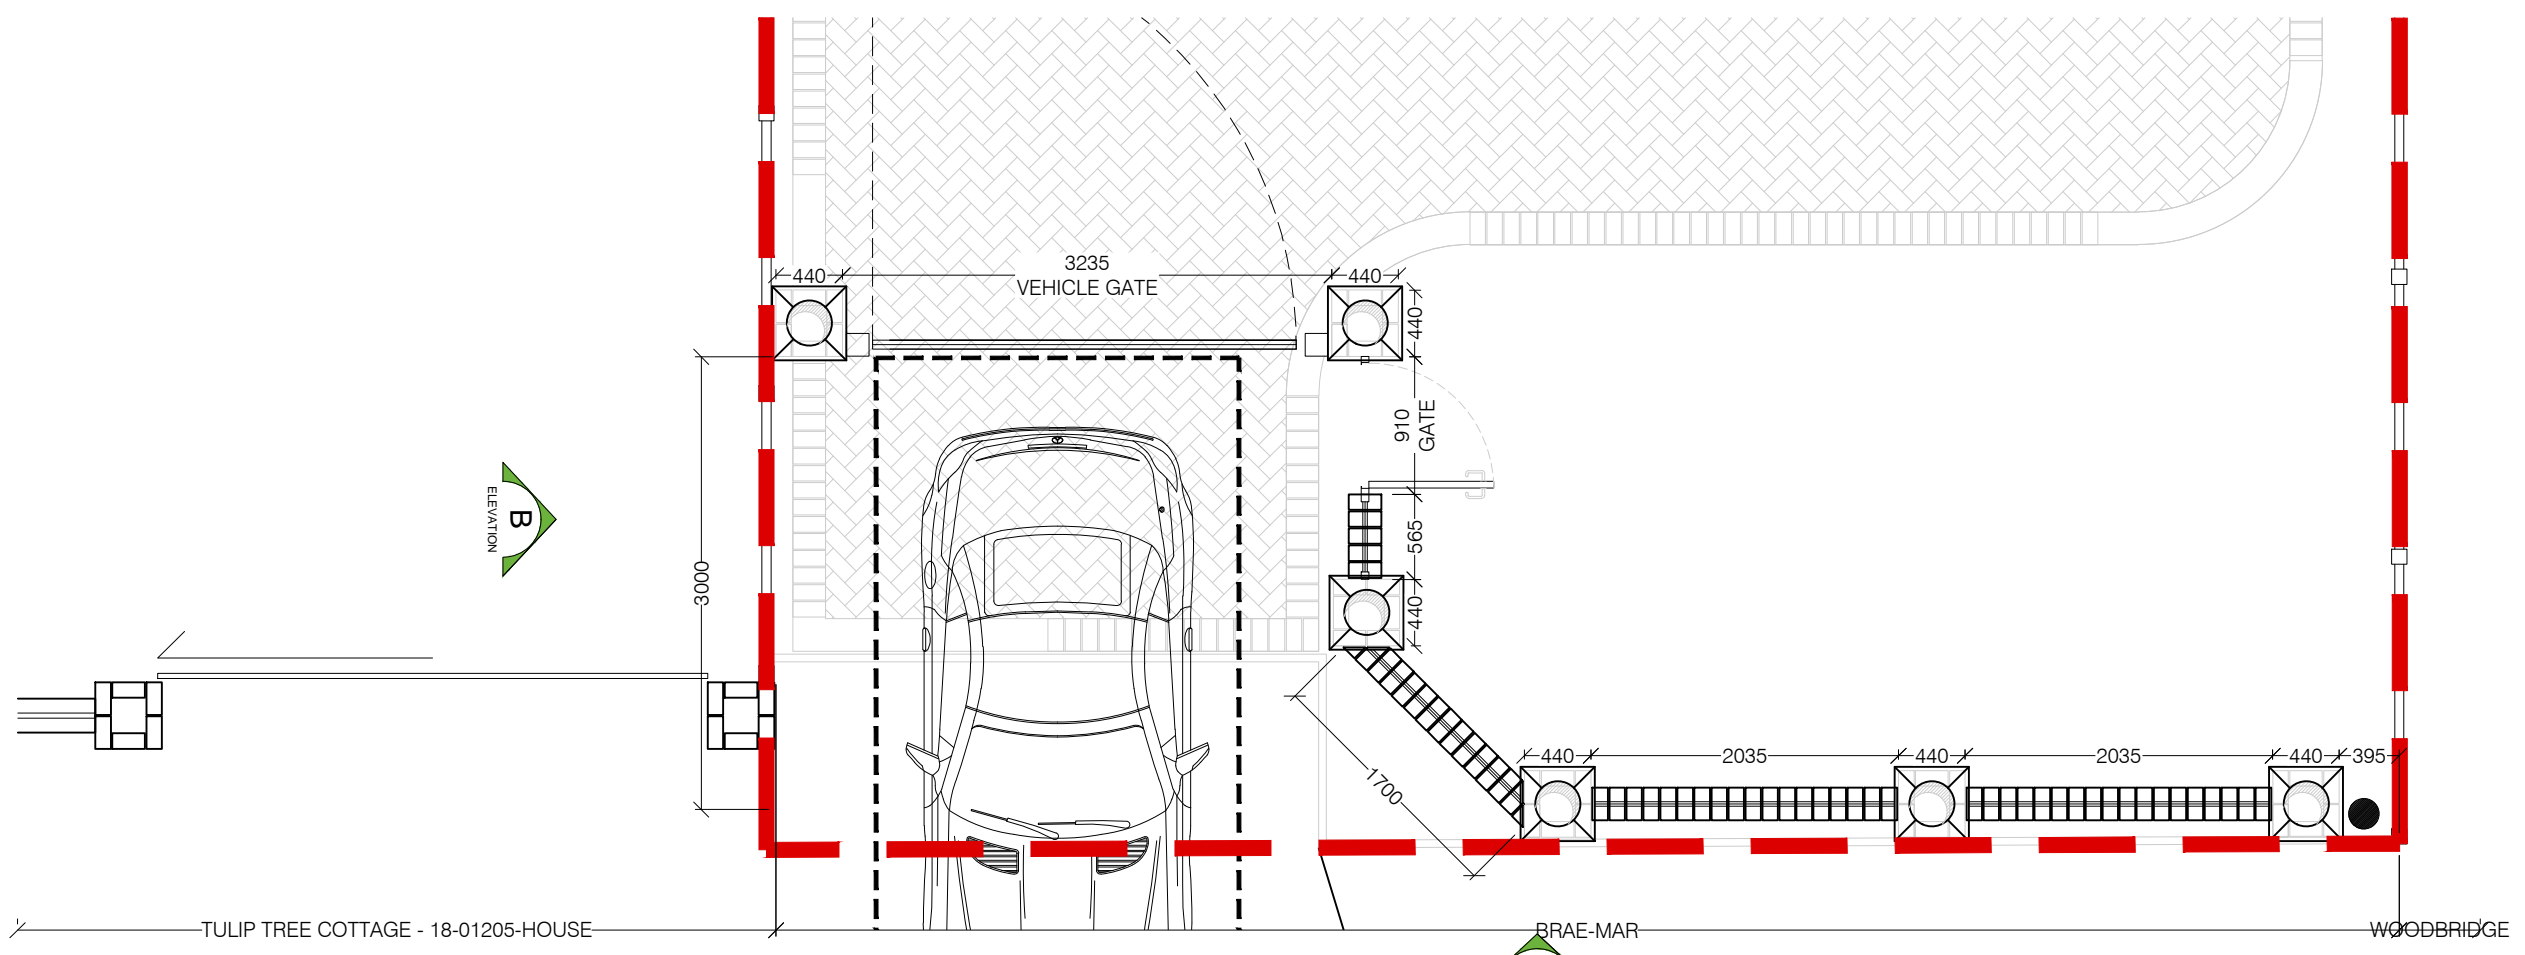 440
3235
VEHICLE GATE
440
440
910
GATE
565
440
3000
B
ELEVATION
1700
440
2035
440
2035
440
395
TULIP TREE COTTAGE - 18-01205-HOUSE
BRAE-MAR
WOODBRIDGE